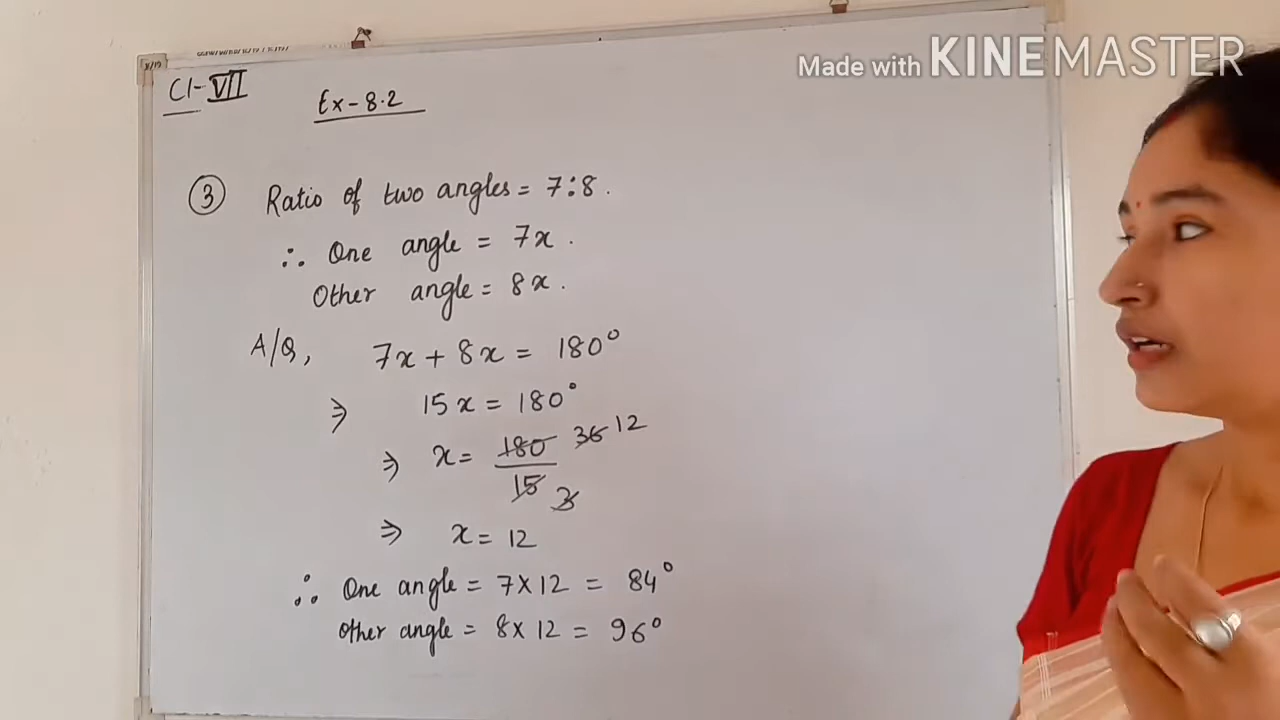 Made with KINEMASTER
Cl-VII
Ex-8.2
③ Ratio of two angles = 7:8.
∴ One angle = 7x.
Other angle = 8x.
A/Q, 7x + 8x = 180°
⇒ 15x = 180°
⇒ x = 180/15 36 12 3
⇒ x = 12
∴ One angle = 7×12 = 84°
Other angle = 8×12 = 96°